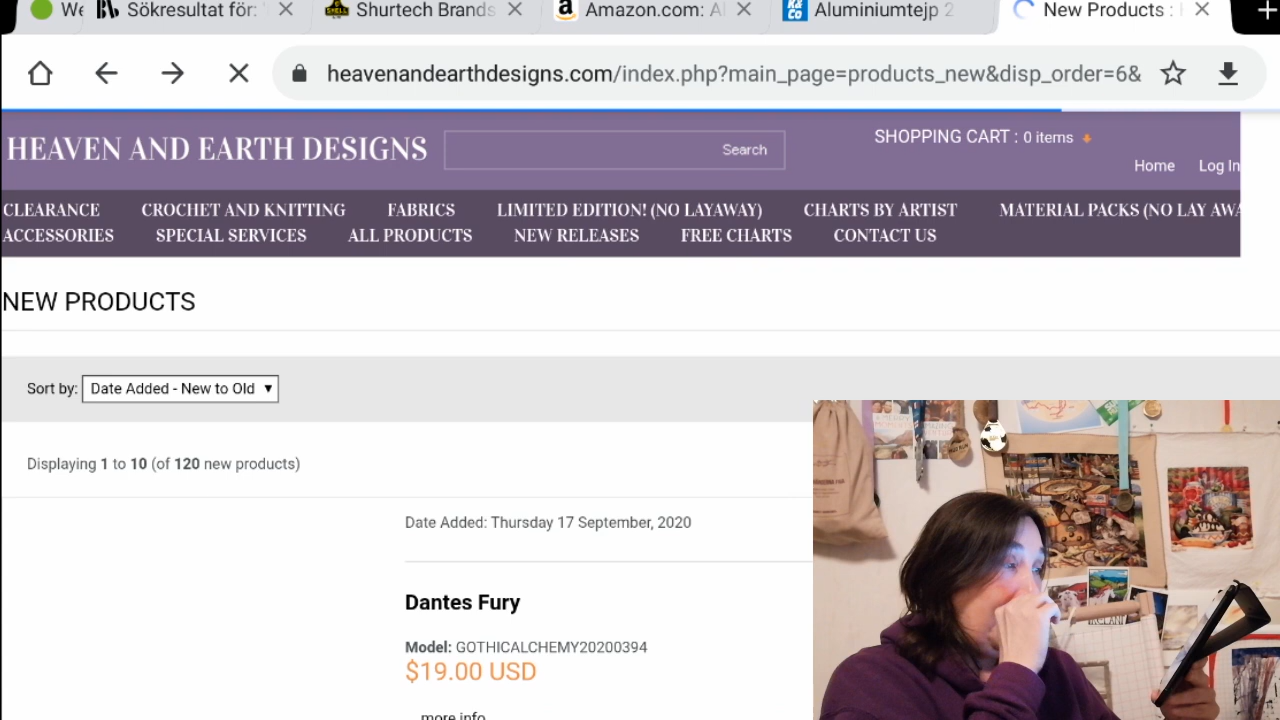 We
Sökresultat för: '
Shurtech Brands
Amazon.com: Al
Aluminiumtejp 2
New Products :
heavenandearthdesigns.com/index.php?main_page=products_new&disp_order=6&
HEAVEN AND EARTH DESIGNS
Search
SHOPPING CART : 0 items
Home
Log In
CLEARANCE
CROCHET AND KNITTING
FABRICS
LIMITED EDITION! (NO LAYAWAY)
CHARTS BY ARTIST
MATERIAL PACKS (NO LAY AWA
ACCESSORIES
SPECIAL SERVICES
ALL PRODUCTS
NEW RELEASES
FREE CHARTS
CONTACT US
NEW PRODUCTS
Sort by: Date Added - New to Old
Displaying 1 to 10 (of 120 new products)
Date Added: Thursday 17 September, 2020
Dantes Fury
Model: GOTHICALCHEMY20200394
$19.00 USD
more info